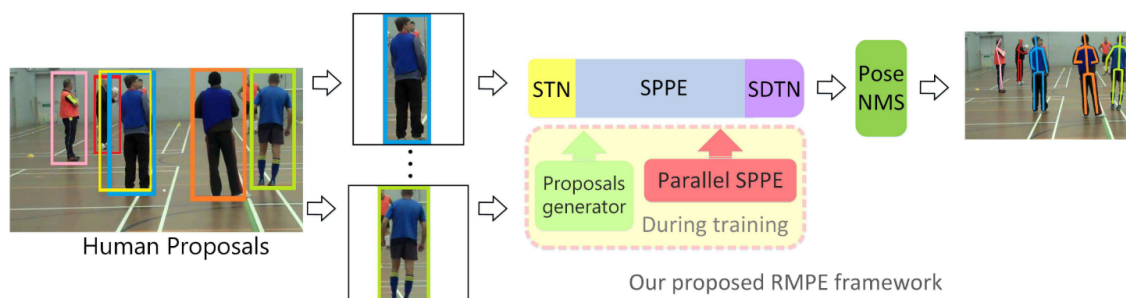 Human Proposals
STN
SPPE
SDTN
Pose
NMS
Proposals
generator
Parallel SPPE
During training
Our proposed RMPE framework